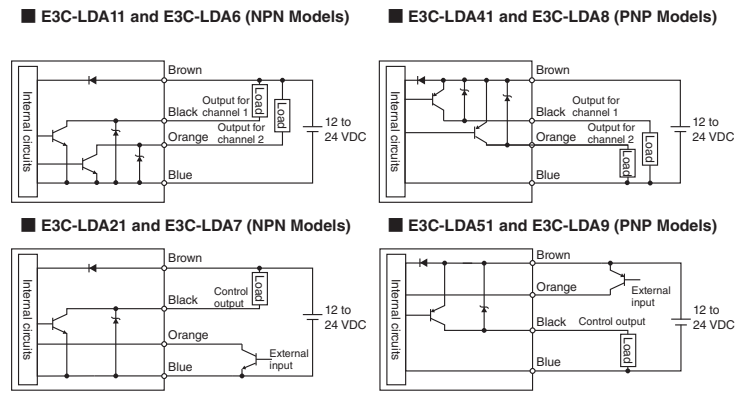 ■ E3C-LDA11 and E3C-LDA6 (NPN Models)
Internal circuits
Brown
Black
Output for
channel 1
Load
Orange
Output for
channel 2
Load
Blue
12 to
24 VDC
■ E3C-LDA41 and E3C-LDA8 (PNP Models)
Internal circuits
Brown
Black
Output for
channel 1
Orange
Output for
channel 2
Load
Load
Blue
12 to
24 VDC
■ E3C-LDA21 and E3C-LDA7 (NPN Models)
Internal circuits
Brown
Black
Control
output
Load
Orange
External
input
Blue
12 to
24 VDC
■ E3C-LDA51 and E3C-LDA9 (PNP Models)
Internal circuits
Brown
Orange
External
input
Black
Control output
Load
Blue
12 to
24 VDC